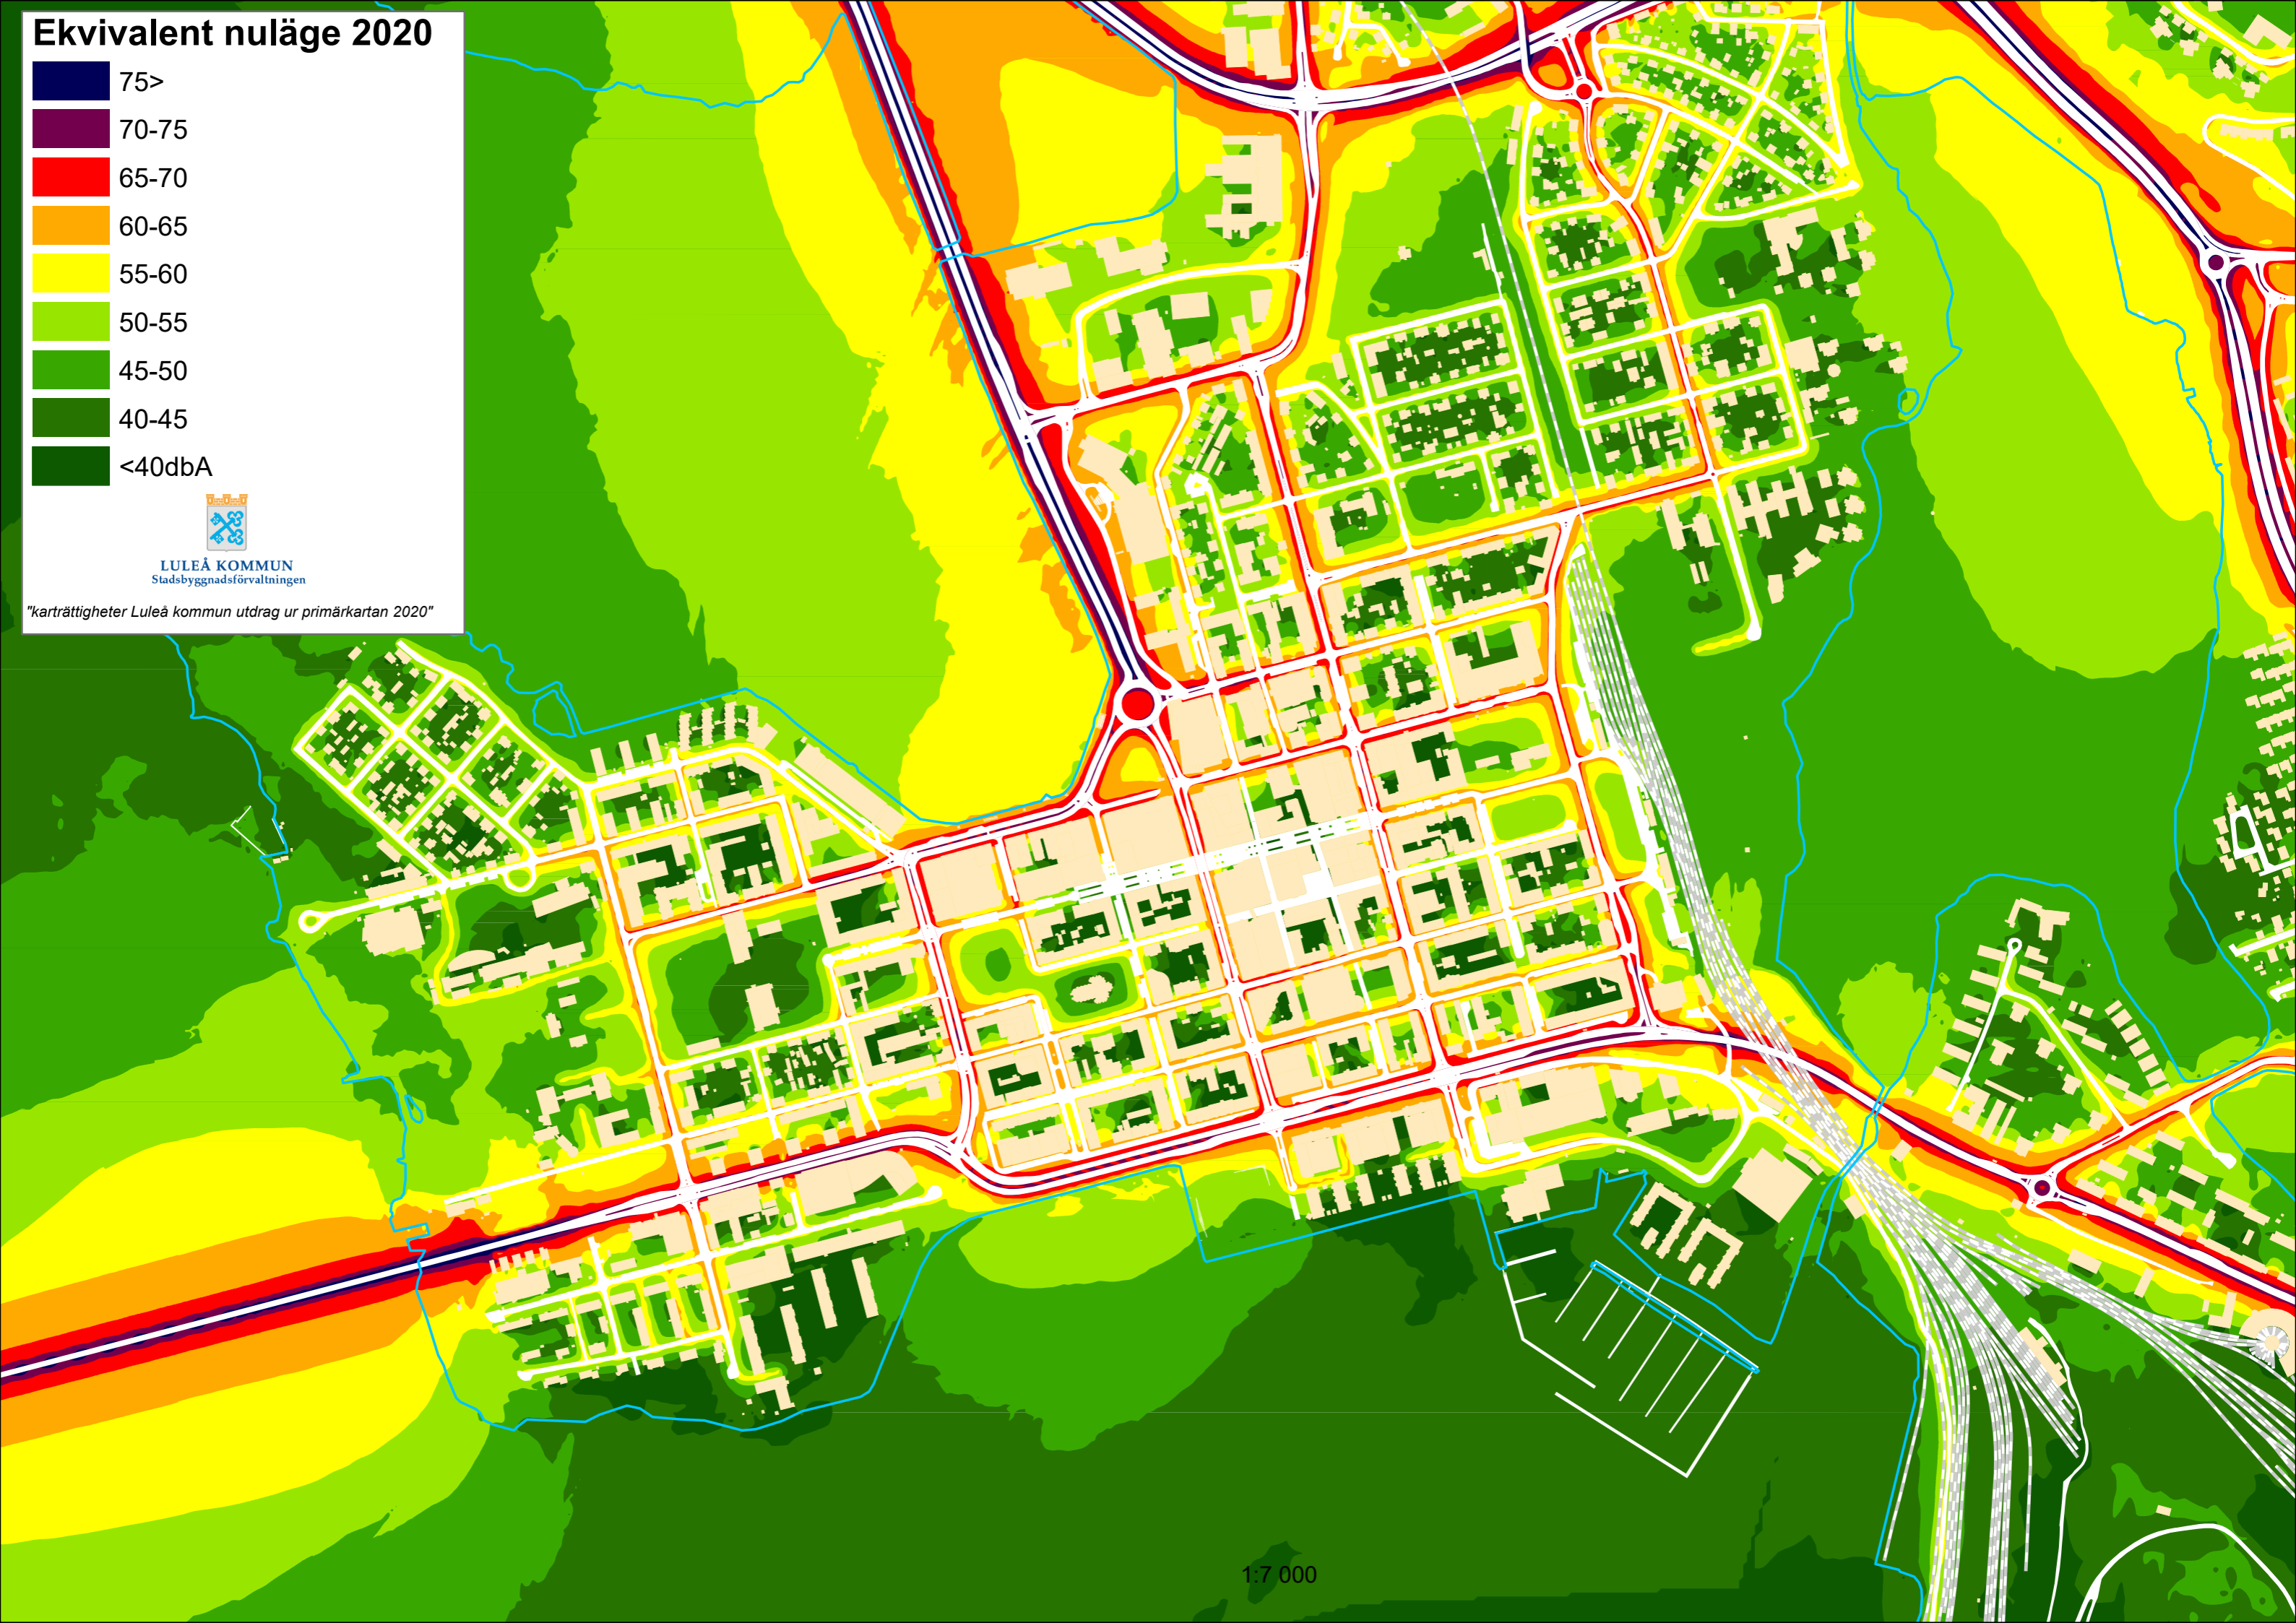 Ekvivalent nuläge 2020
75>
70-75
65-70
60-65
55-60
50-55
45-50
40-45
<40dbA
LULEÅ KOMMUN
Stadsbyggnadsförvaltningen
"karträttigheter Luleå kommun utdrag ur primärkartan 2020"
1:7 000